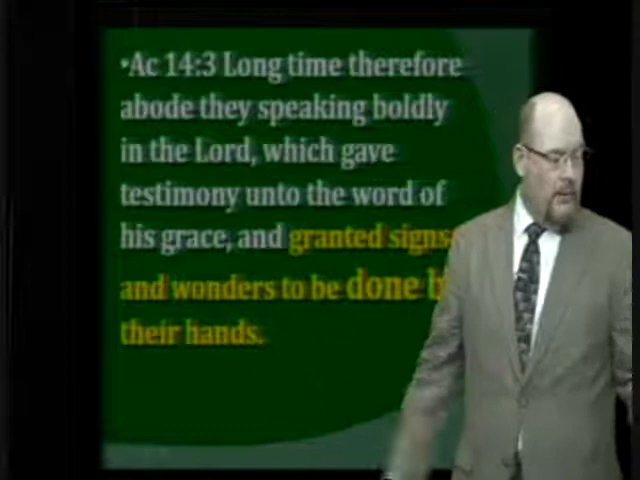 •Ac 14:3 Long time therefore
abode they speaking boldly
in the Lord, which gave
testimony unto the word of
his grace, and granted signs
and wonders to be done b
their hands.